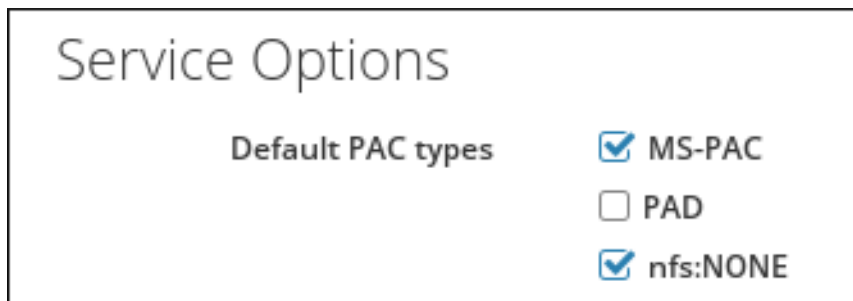 Service Options
Default PAC types MS-PAC
PAD
nfs:NONE